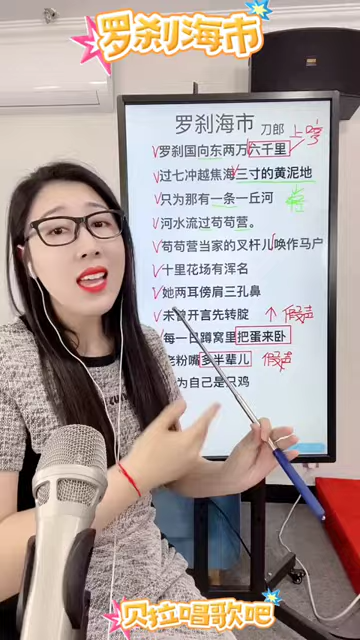 罗刹海市
罗刹海市 刀郎
上哼
罗刹国向东两万六千里
过七冲越焦海三寸的黄泥地
只为那有一条一丘河
河水流过苟苟营。
苟苟营当家的叉杆儿唤作马户
十里花场有浑名
她两耳傍肩三孔鼻
未曾开言先转腚
↑假声
每一日蹲窝里把蛋来卧
老粉嘴多半辈儿
假声
为自己是只鸡
贝拉唱歌吧